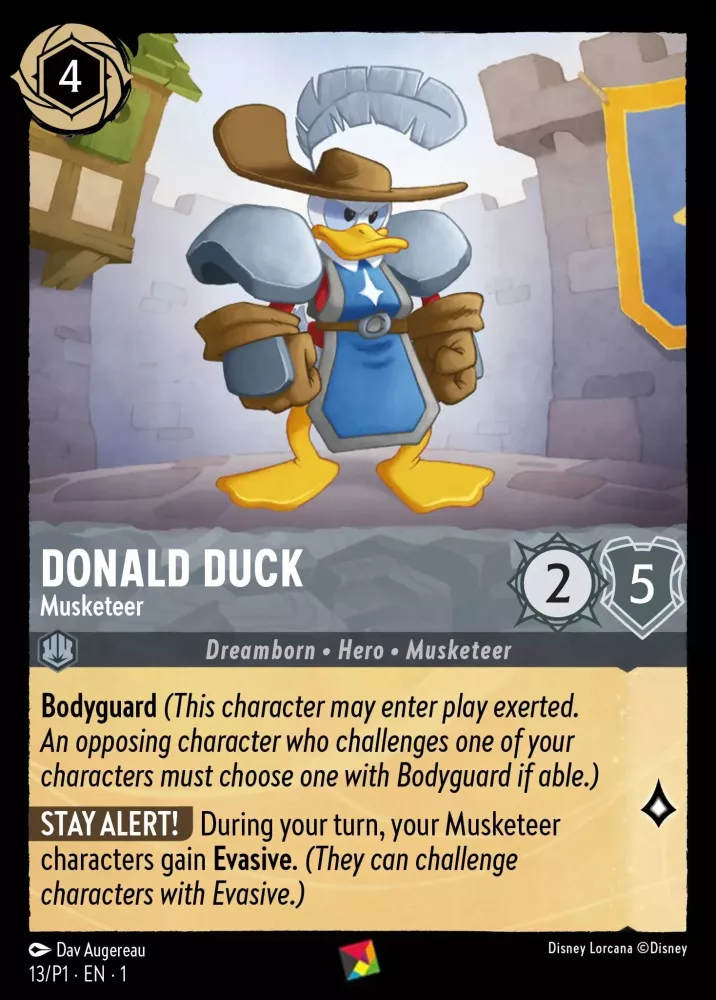 4
DONALD DUCK
Musketeer
2
5
Dreamborn • Hero • Musketeer
Bodyguard (This character may enter play exerted.
An opposing character who challenges one of your
characters must choose one with Bodyguard if able.)
STAY ALERT! During your turn, your Musketeer
characters gain Evasive. (They can challenge
characters with Evasive.)
Dav Augereau
Disney Lorcana ©Disney
13/P1 · EN · 1